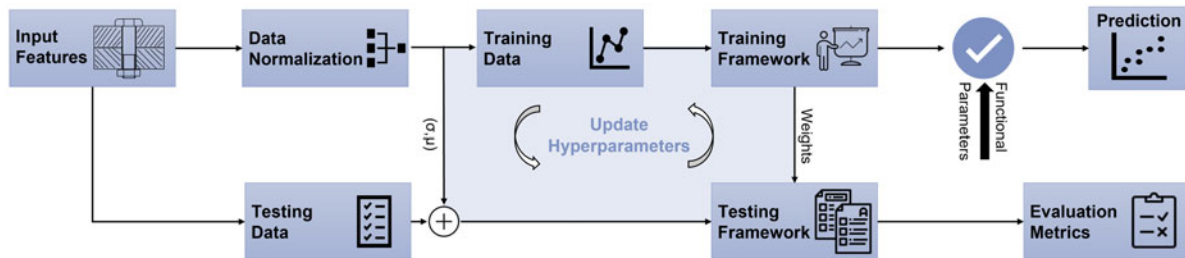 Input
Features
Data
Normalization
Training
Data
Training
Framework
Prediction
Functional
Parameters
(σ,μ)
Update
Hyperparameters
Weights
Testing
Data
Testing
Framework
Evaluation
Metrics